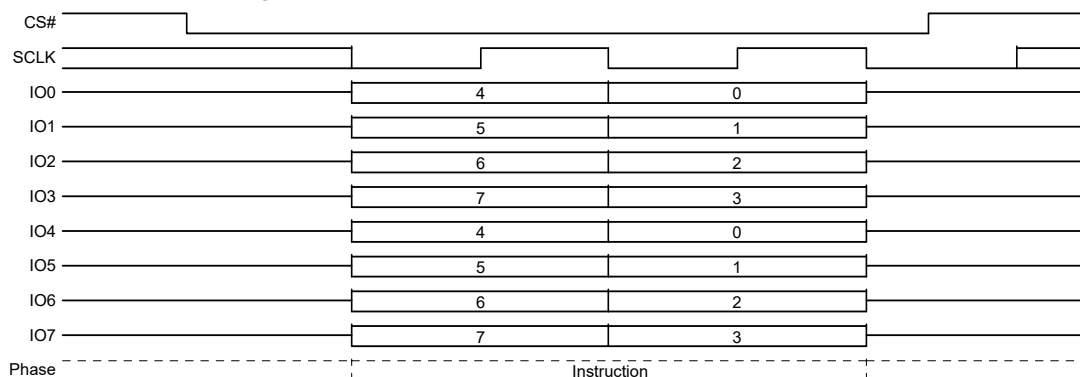 CS#
SCLK
IO0 4 0
IO1 5 1
IO2 6 2
IO3 7 3
IO4 4 0
IO5 5 1
IO6 6 2
IO7 7 3
Phase Instruction